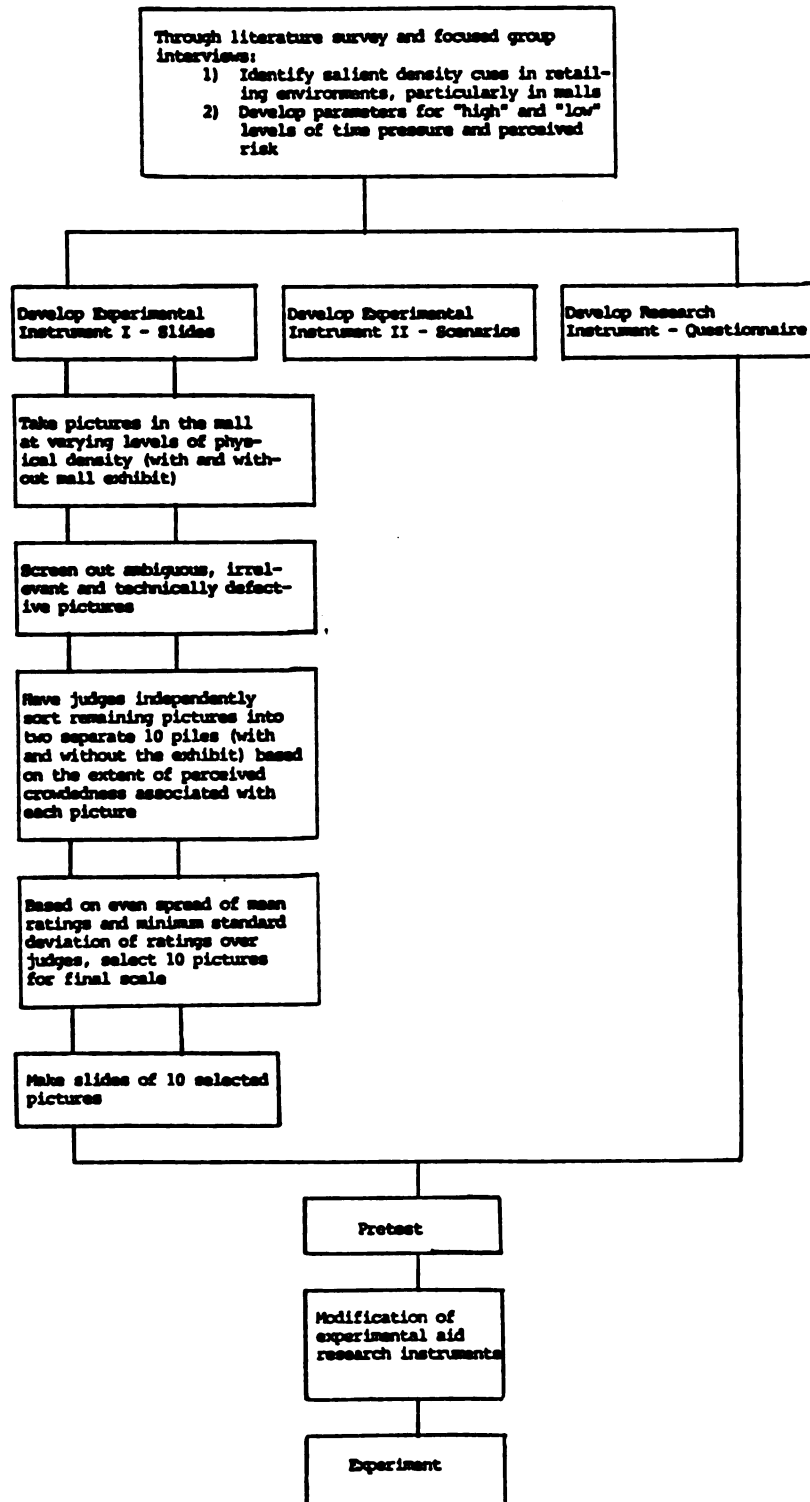 Through literature survey and focused group
interviews:
1) Identify salient density cues in retail-
ing environments, particularly in malls
2) Develop parameters for "high" and "low"
levels of time pressure and perceived
risk
Develop Experimental
Instrument I - Slides
Develop Experimental
Instrument II - Scenarios
Develop Research
Instrument - Questionnaire
Take pictures in the mall
at varying levels of phys-
ical density (with and with-
out mall exhibit)
Screen out ambiguous, irrel-
evant and technically defect-
ive pictures
Have judges independently
sort remaining pictures into
two separate 10 piles (with
and without the exhibit) based
on the extent of perceived
crowdedness associated with
each picture
Based on even spread of mean
ratings and minimum standard
deviation of ratings over
judges, select 10 pictures
for final scale
Make slides of 10 selected
pictures
Pretest
Modification of
experimental aid
research instruments
Experiment